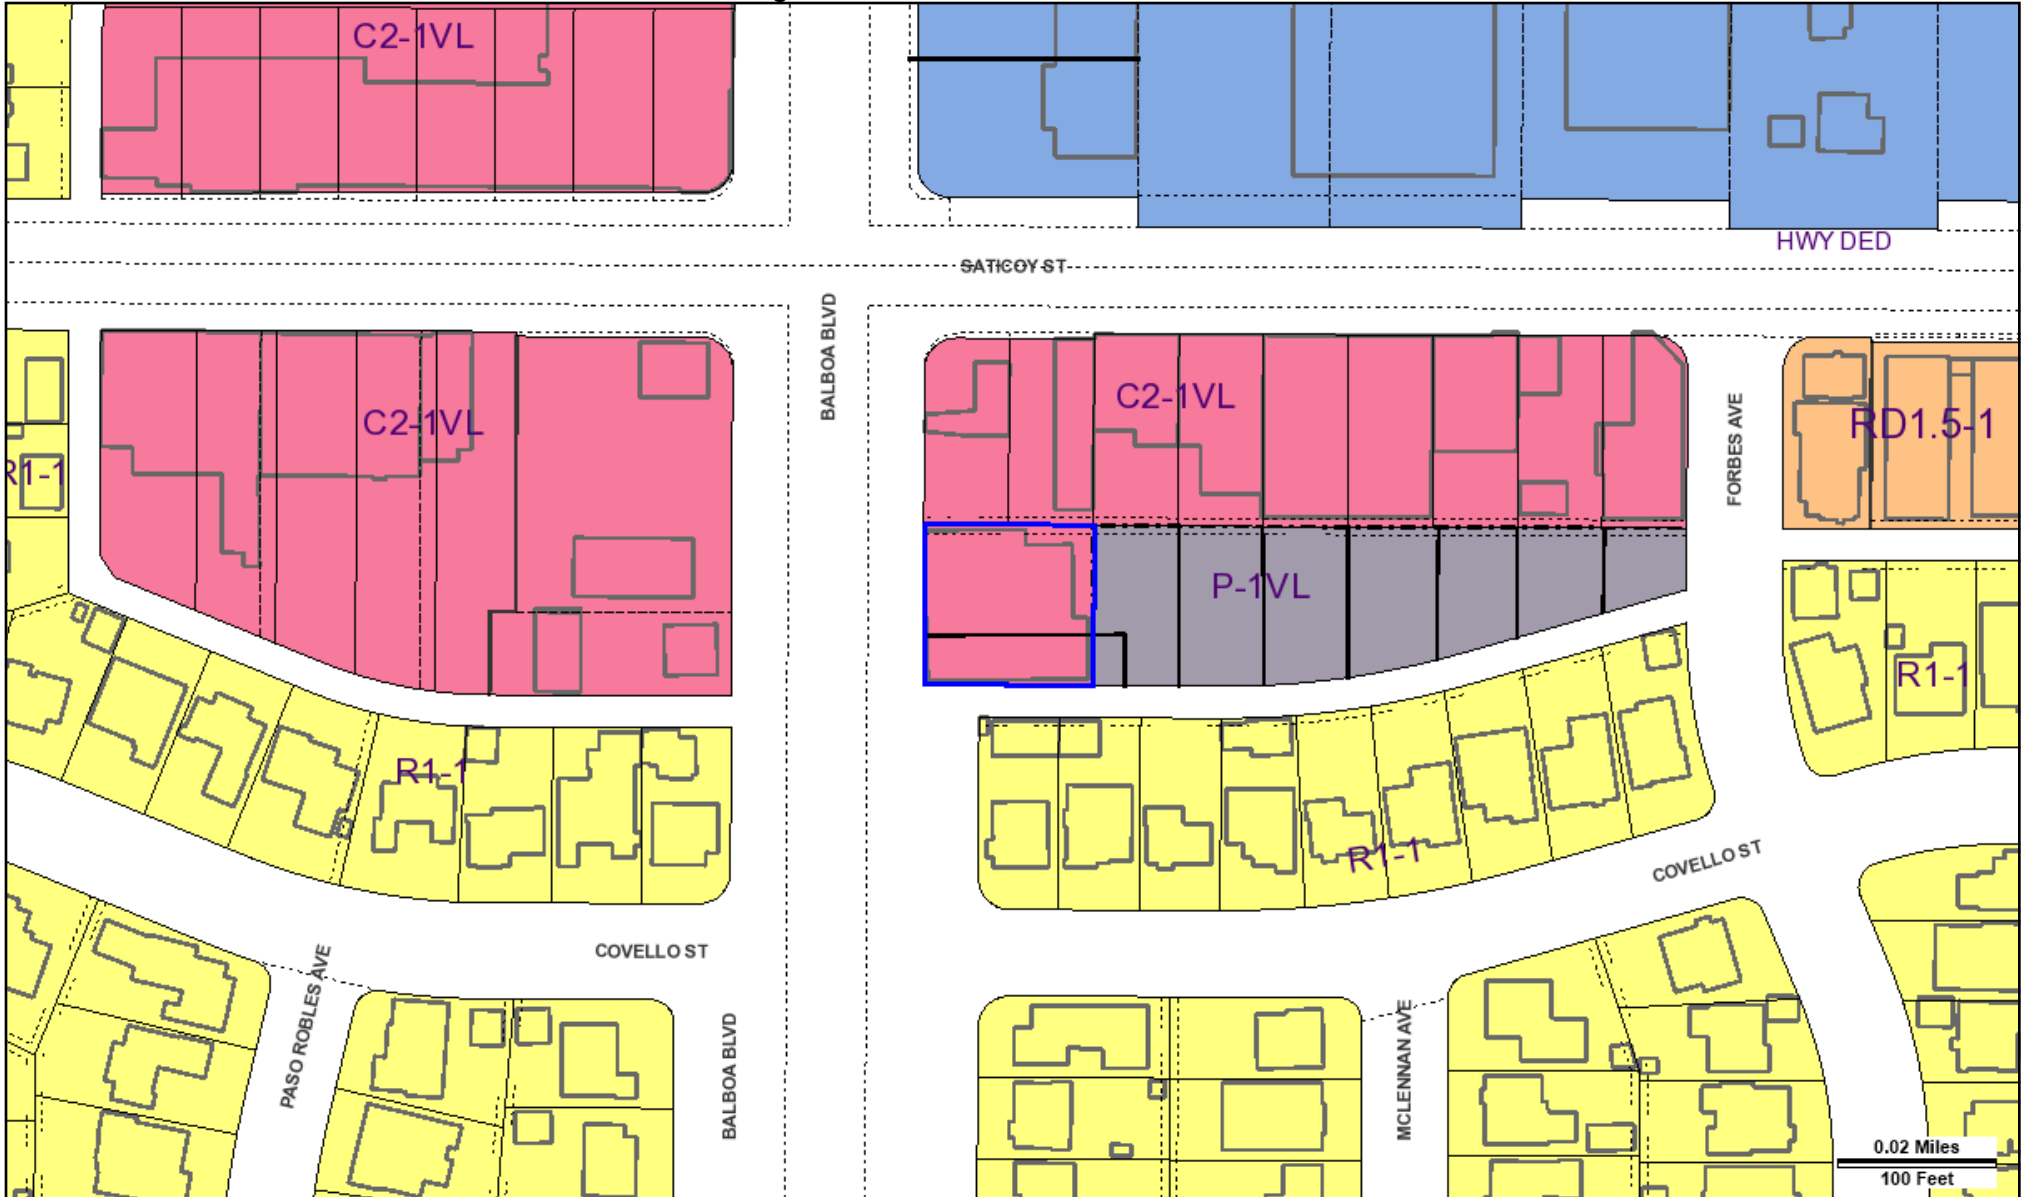 C2-1VL
HWY DED
SATICOY ST
BALBOA BLVD
C2-1VL
C2-1VL
FORBES AVE
RD1.5-1
R1-1
P-1VL
R1-1
R1-1
R1-1
COVELLO ST
COVELLO ST
PASO ROBLES AVE
BALBOA BLVD
MCLENNAN AVE
0.02 Miles
100 Feet